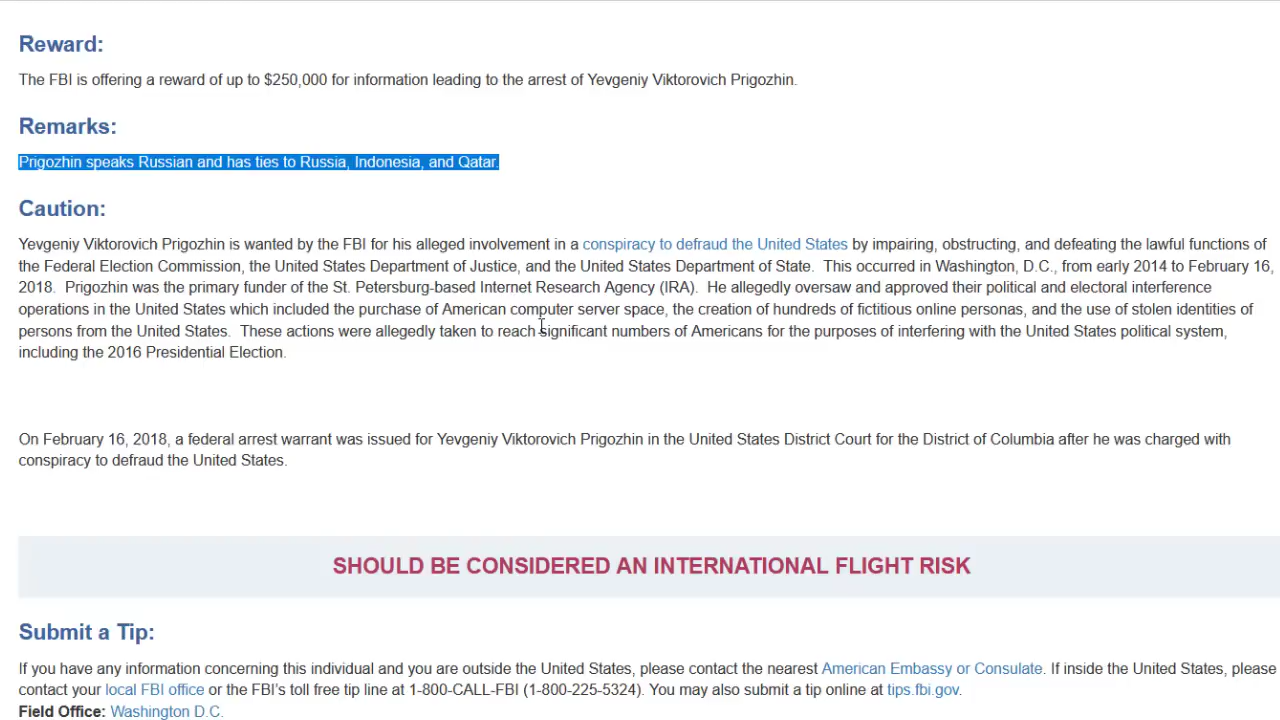 Reward:
The FBI is offering a reward of up to $250,000 for information leading to the arrest of Yevgeniy Viktorovich Prigozhin.
Remarks:
Prigozhin speaks Russian and has ties to Russia, Indonesia, and Qatar.
Caution:
Yevgeniy Viktorovich Prigozhin is wanted by the FBI for his alleged involvement in a conspiracy to defraud the United States by impairing, obstructing, and defeating the lawful functions of
the Federal Election Commission, the United States Department of Justice, and the United States Department of State.  This occurred in Washington, D.C., from early 2014 to February 16,
2018.  Prigozhin was the primary funder of the St. Petersburg-based Internet Research Agency (IRA).  He allegedly oversaw and approved their political and electoral interference
operations in the United States which included the purchase of American computer server space, the creation of hundreds of fictitious online personas, and the use of stolen identities of
persons from the United States.  These actions were allegedly taken to reach significant numbers of Americans for the purposes of interfering with the United States political system,
including the 2016 Presidential Election.
On February 16, 2018, a federal arrest warrant was issued for Yevgeniy Viktorovich Prigozhin in the United States District Court for the District of Columbia after he was charged with
conspiracy to defraud the United States.
SHOULD BE CONSIDERED AN INTERNATIONAL FLIGHT RISK
Submit a Tip:
If you have any information concerning this individual and you are outside the United States, please contact the nearest American Embassy or Consulate. If inside the United States, please
contact your local FBI office or the FBI's toll free tip line at 1-800-CALL-FBI (1-800-225-5324). You may also submit a tip online at tips.fbi.gov.
Field Office: Washington D.C.